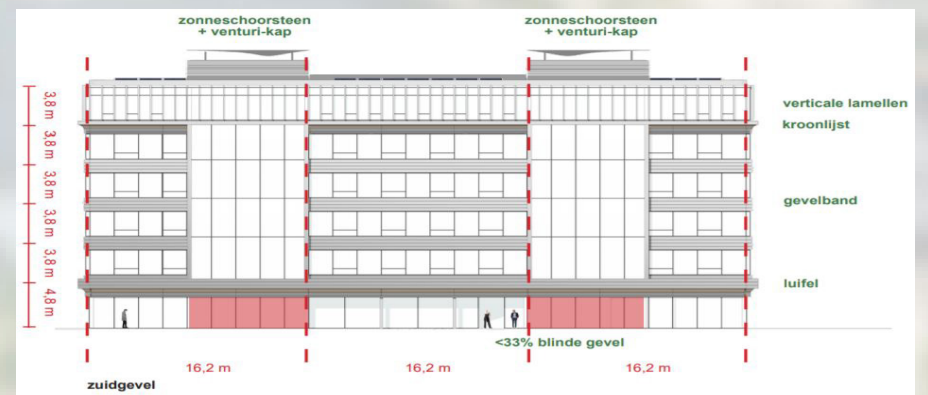 zonneschoorsteen
+ venturi-kap
zonneschoorsteen
+ venturi-kap
3,8 m
3,8 m
3,8 m
3,8 m
3,8 m
4,8 m
verticale lamellen
kroonlijst
gevelband
luifel
<33% blinde gevel
16,2 m
16,2 m
16,2 m
zuidgevel